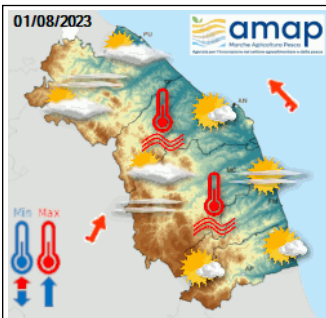 01/08/2023
amap
Marche Agricoltura Pesca
Agenzia per l'innovazione nel settore agroalimentare e della pesca
PU
AN
MC
Min Max